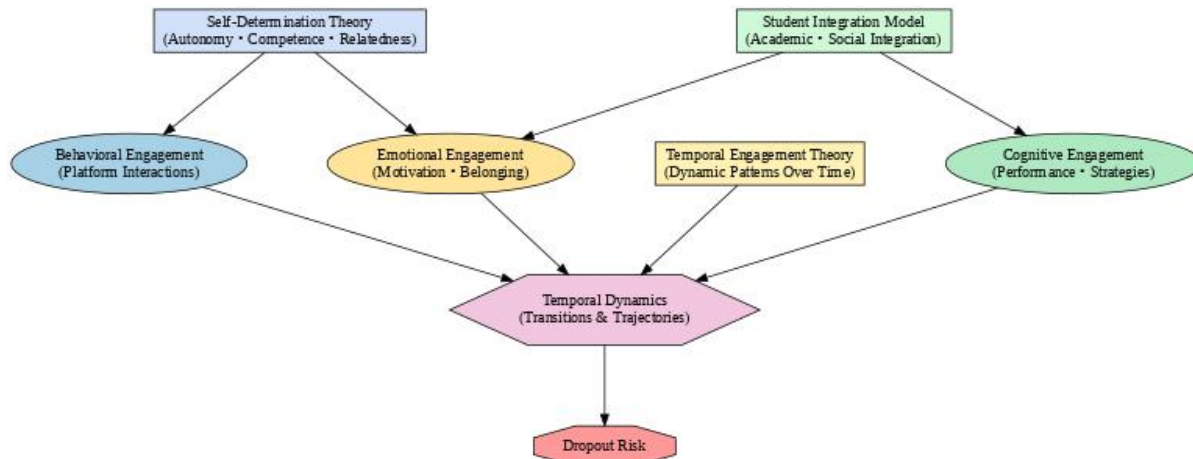 Self-Determination Theory
(Autonomy • Competence • Relatedness)
Student Integration Model
(Academic • Social Integration)
Behavioral Engagement
(Platform Interactions)
Emotional Engagement
(Motivation • Belonging)
Temporal Engagement Theory
(Dynamic Patterns Over Time)
Cognitive Engagement
(Performance • Strategies)
Temporal Dynamics
(Transitions & Trajectories)
Dropout Risk